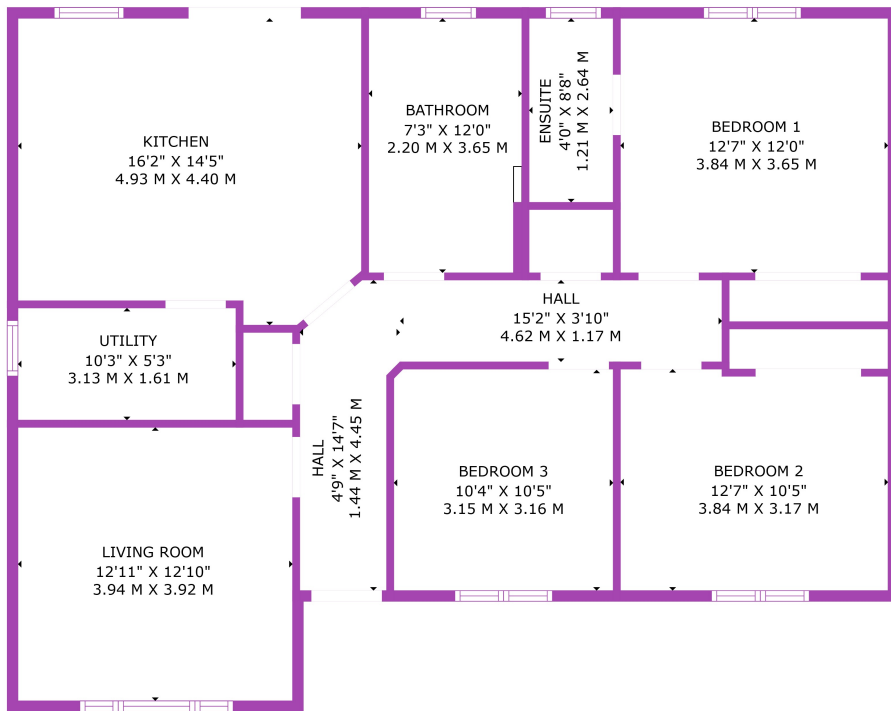 KITCHEN
16'2" X 14'5"
4.93 M X 4.40 M
BATHROOM
7'3" X 12'0"
2.20 M X 3.65 M
ENSUITE
4'0" X 8'8"
1.21 M X 2.64 M
BEDROOM 1
12'7" X 12'0"
3.84 M X 3.65 M
UTILITY
10'3" X 5'3"
3.13 M X 1.61 M
HALL
15'2" X 3'10"
4.62 M X 1.17 M
HALL
4'9" X 14'7"
1.44 M X 4.45 M
BEDROOM 3
10'4" X 10'5"
3.15 M X 3.16 M
BEDROOM 2
12'7" X 10'5"
3.84 M X 3.17 M
LIVING ROOM
12'11" X 12'10"
3.94 M X 3.92 M